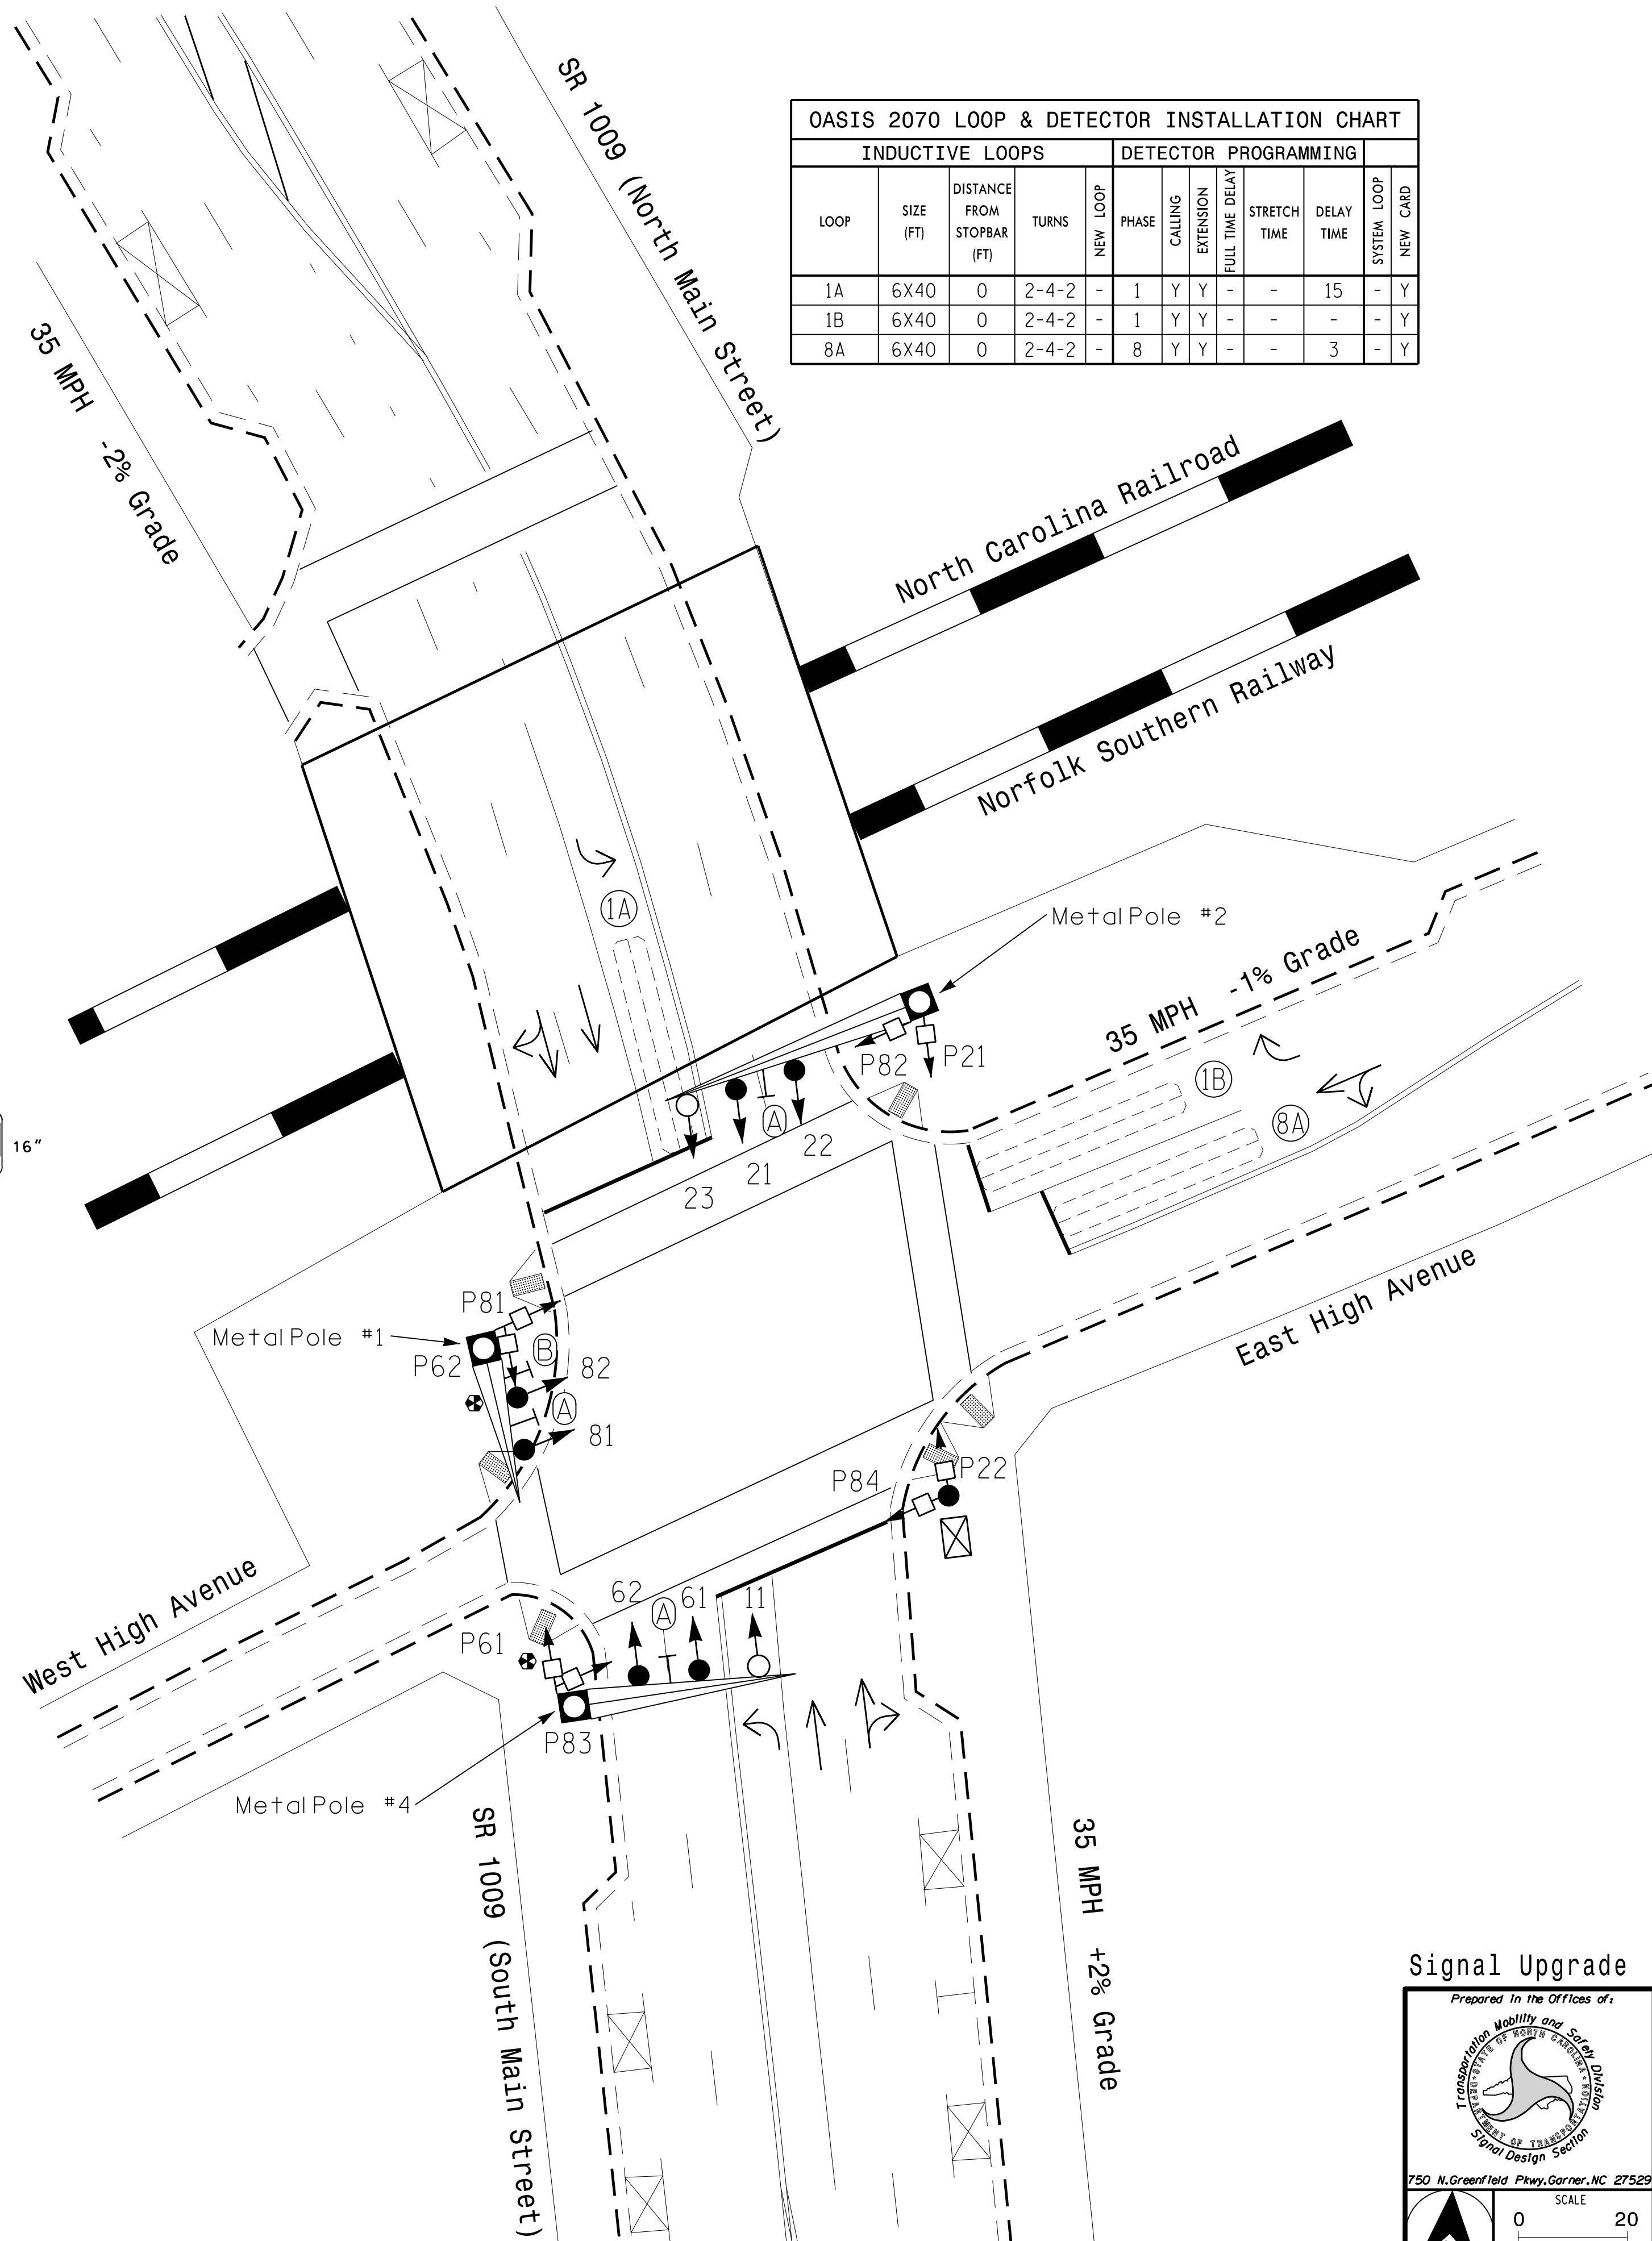 SR 1009 (North Main Street)
OASIS 2070 LOOP & DETECTOR INSTALLATION CHART
INDUCTIVE LOOPS DETECTOR PROGRAMMING
LOOP SIZE (FT) DISTANCE FROM STOPBAR (FT) TURNS NEW LOOP PHASE CALLING EXTENSION FULL TIME DELAY STRETCH TIME DELAY TIME SYSTEM LOOP NEW CARD
1A 6X40 0 2-4-2 - 1 Y Y - - 15 - Y
1B 6X40 0 2-4-2 - 1 Y Y - - - - Y
8A 6X40 0 2-4-2 - 8 Y Y - - 3 - Y
35 MPH -2% Grade
North Carolina Railroad
Norfolk Southern Railway
1A
Metal Pole #2
35 MPH -1% Grade
P82
P21
1B
8A
A
22
21
23
16"
East High Avenue
P81
Metal Pole #1
P62
B
82
A
81
P84
P22
West High Avenue
62
A
61
11
P61
P83
Metal Pole #4
SR 1009 (South Main Street)
35 MPH +2% Grade
Signal Upgrade
Prepared in the Offices of:
Transportation Mobility and Safety Division
STATE OF NORTH CAROLINA
DEPARTMENT OF TRANSPORTATION
Signal Design Section
750 N.Greenfield Pkwy,Garner,NC 27529
SCALE
0 20